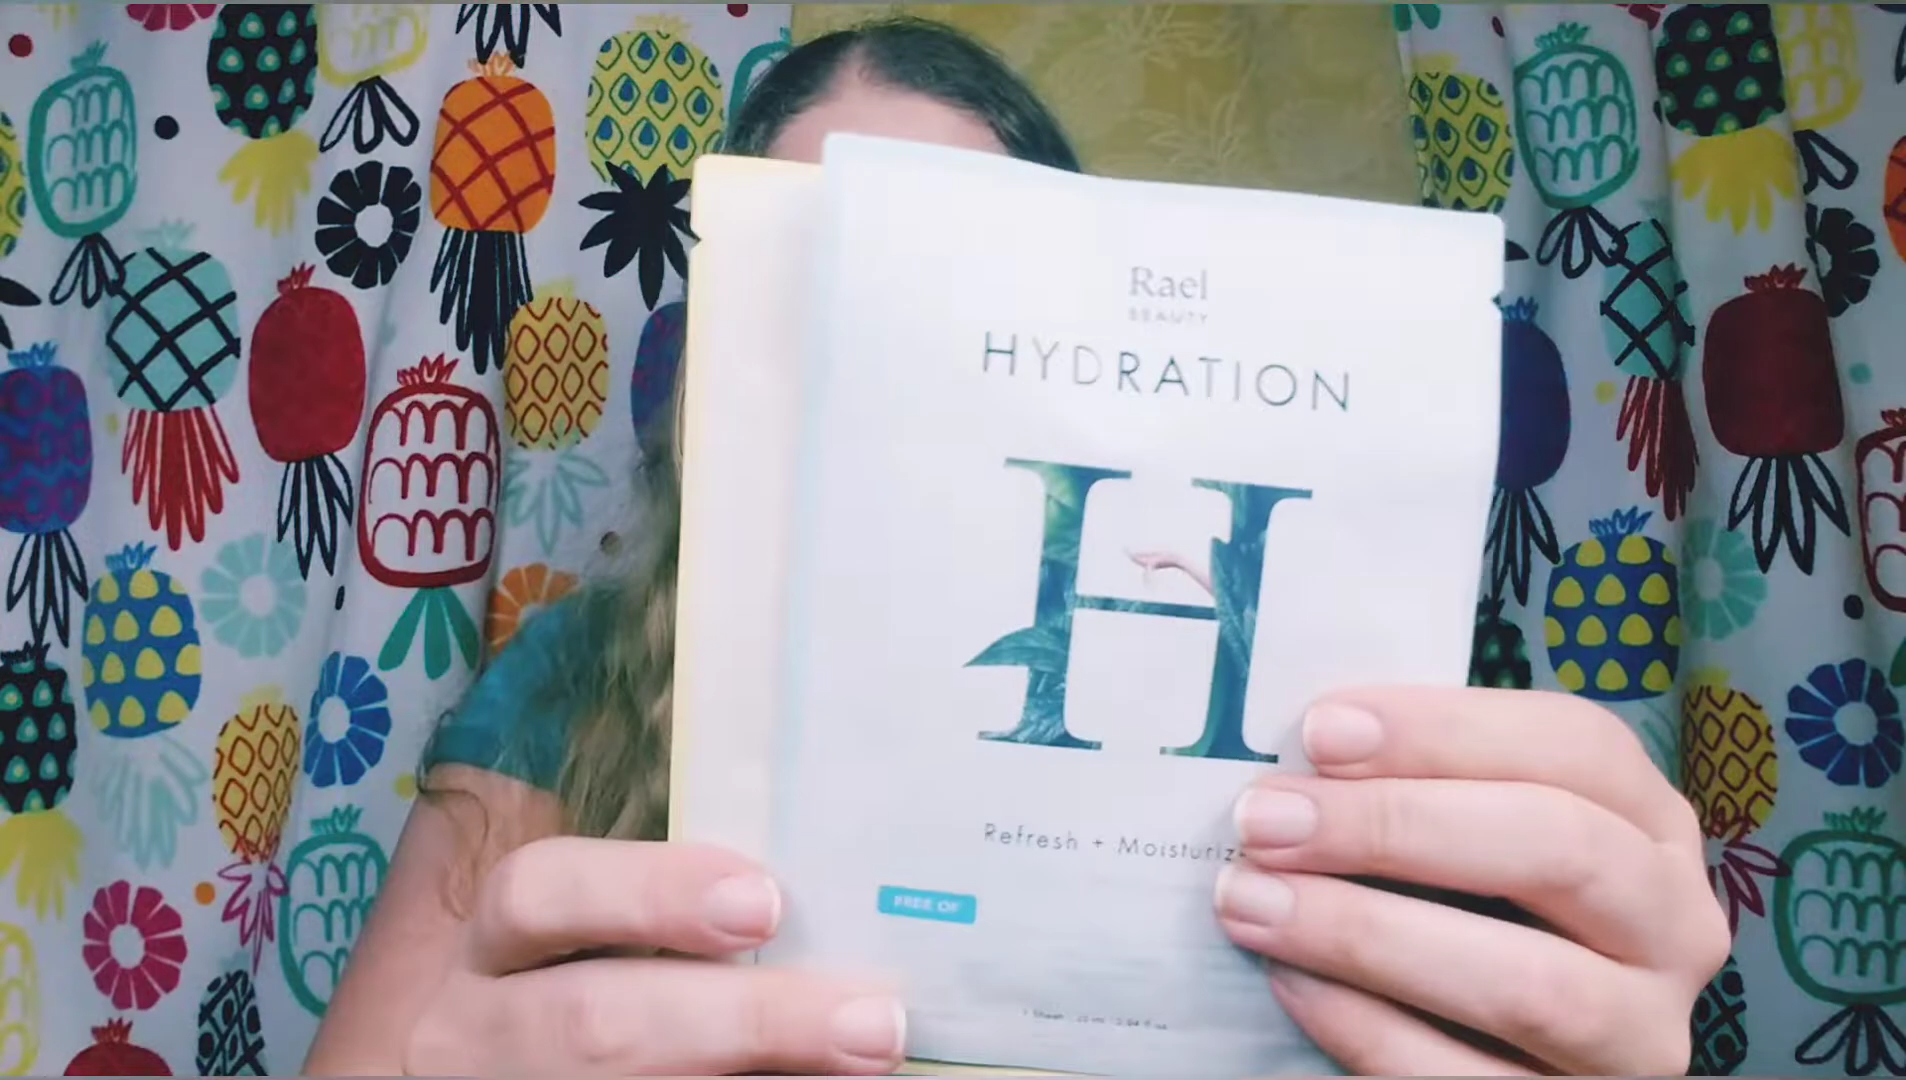 Rael
BEAUTY
HYDRATION
H
Refresh + Moisturiz
FREE OF